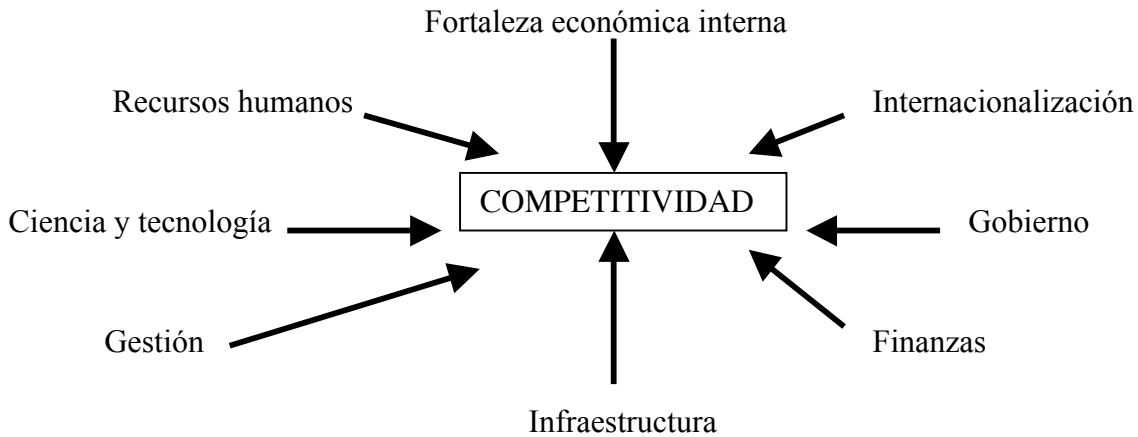 Fortaleza económica interna
Recursos humanos
Internacionalización
COMPETITIVIDAD
Ciencia y tecnología
Gobierno
Gestión
Finanzas
Infraestructura